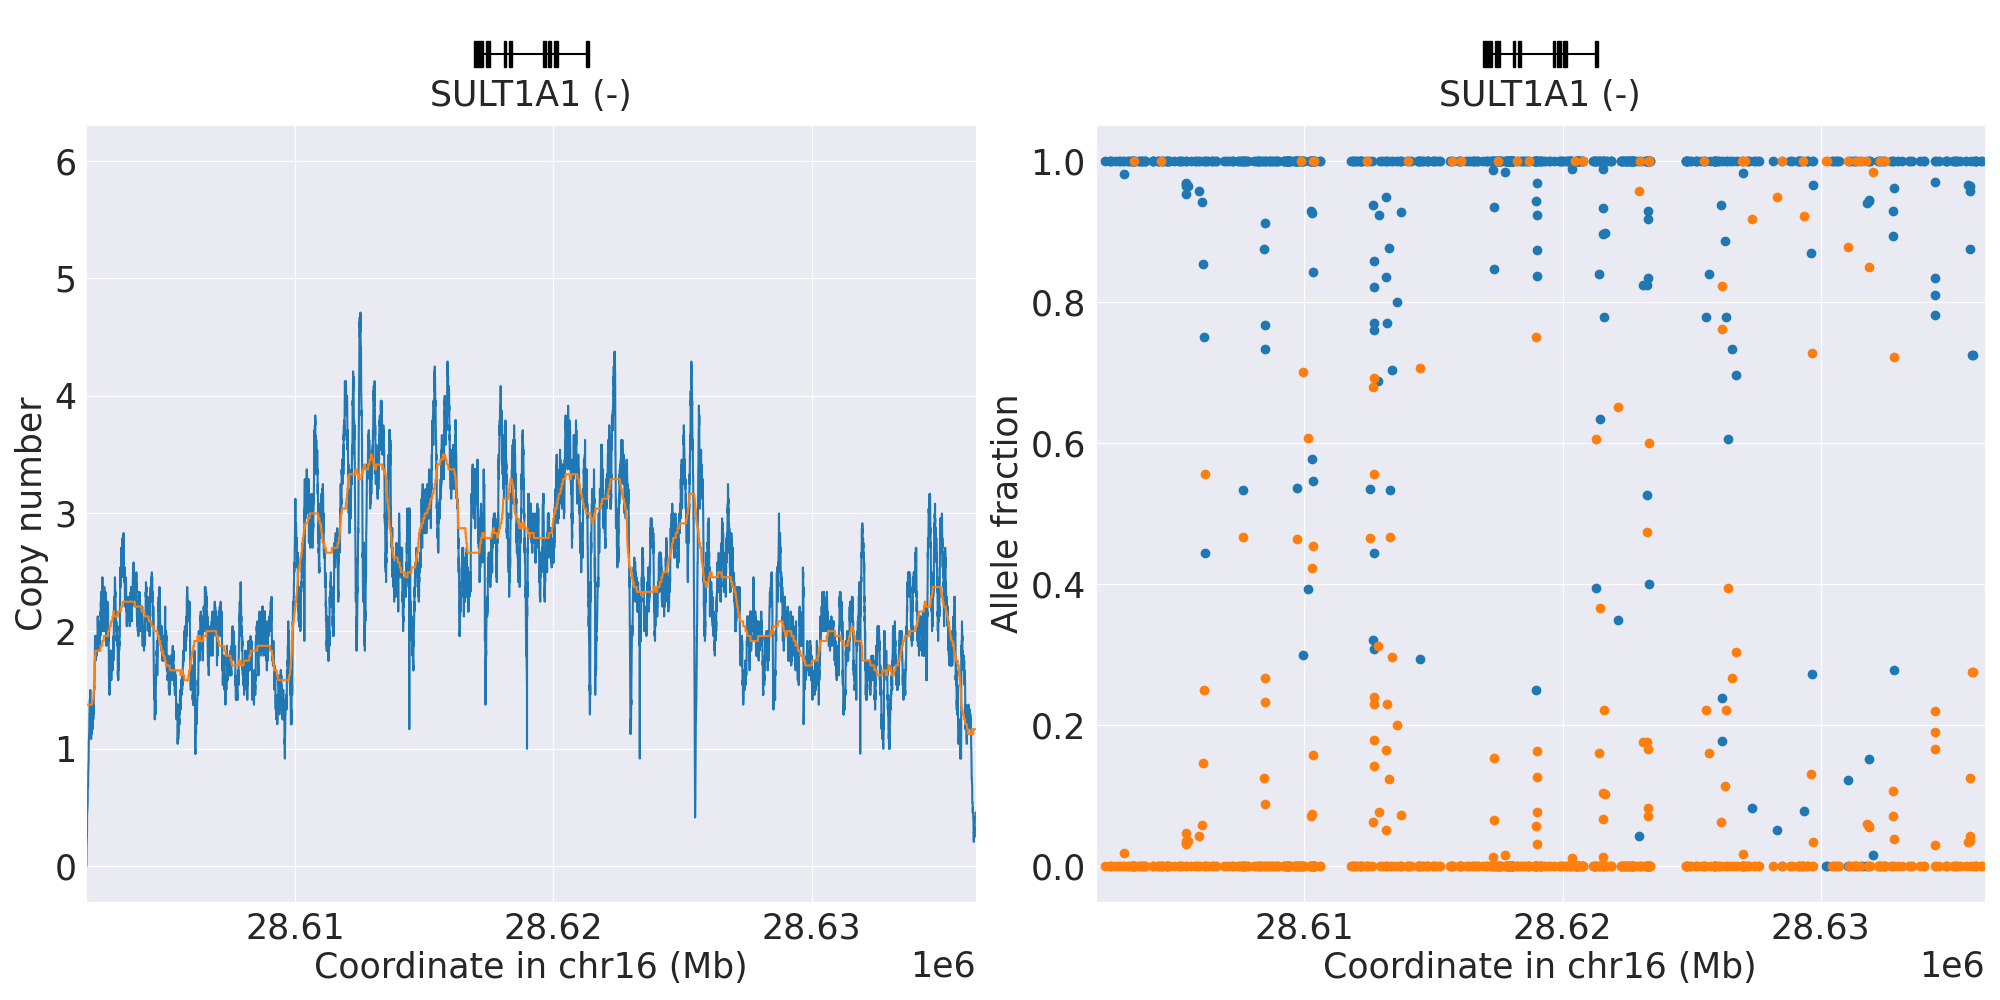 SULT1A1 (-)
6
5
4
3
2
1
0
Copy number
28.61
28.62
28.63
Coordinate in chr16 (Mb)
1e6
SULT1A1 (-)
1.0
0.8
0.6
0.4
0.2
0.0
Allele fraction
28.61
28.62
28.63
Coordinate in chr16 (Mb)
1e6